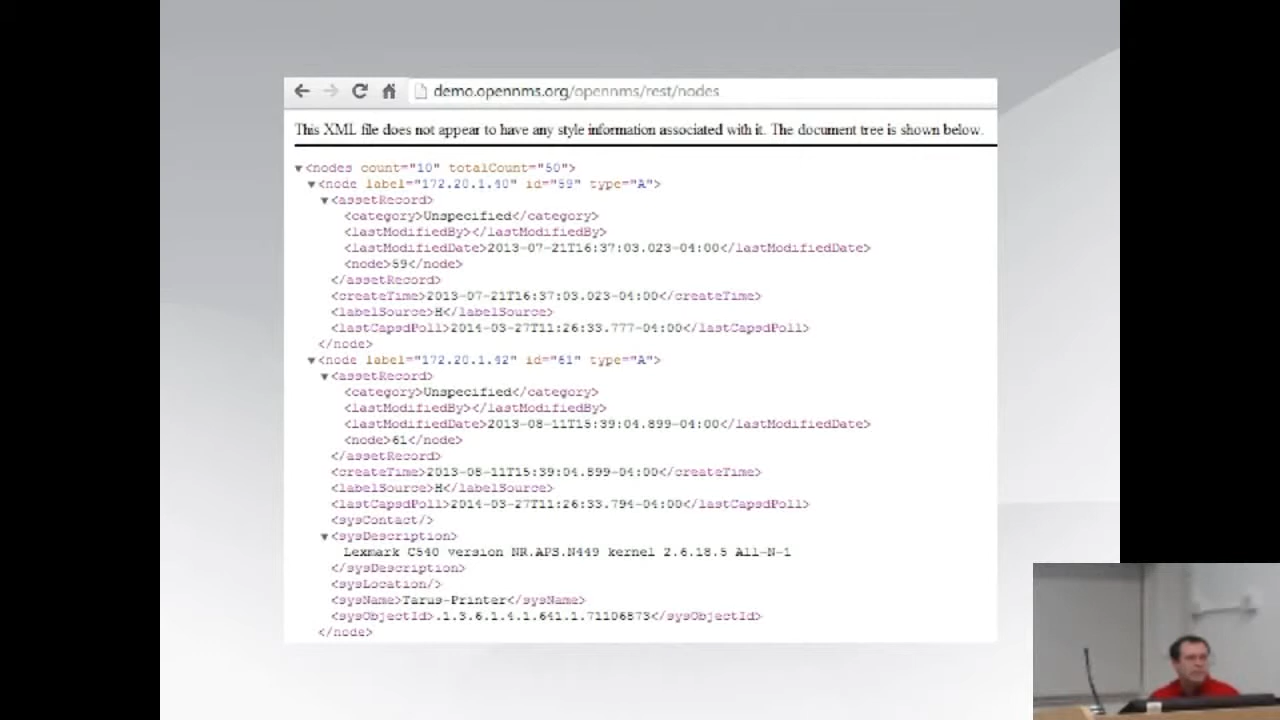 demo.opennms.org/opennms/rest/nodes
This XML file does not appear to have any style information associated with it. The document tree is shown below.
▼<nodes count="10" totalCount="50">
▼<node label="172.20.1.40" id="59" type="A">
▼<assetRecord>
<category>Unspecified</category>
<lastModifiedBy></lastModifiedBy>
<lastModifiedDate>2013-07-21T16:37:03.023-04:00</lastModifiedDate>
<node>59</node>
</assetRecord>
<createTime>2013-07-21T16:37:03.023-04:00</createTime>
<labelSource>H</labelSource>
<lastCapsdPoll>2014-03-27T11:26:33.777-04:00</lastCapsdPoll>
</node>
▼<node label="172.20.1.42" id="61" type="A">
▼<assetRecord>
<category>Unspecified</category>
<lastModifiedBy></lastModifiedBy>
<lastModifiedDate>2013-08-11T15:39:04.899-04:00</lastModifiedDate>
<node>61</node>
</assetRecord>
<createTime>2013-08-11T15:39:04.899-04:00</createTime>
<labelSource>H</labelSource>
<lastCapsdPoll>2014-03-27T11:26:33.794-04:00</lastCapsdPoll>
<sysContact/>
▼<sysDescription>
Lexmark C540 version NR.APS.N449 kernel 2.6.18.5 All-N-1
</sysDescription>
<sysLocation/>
<sysName>Tarus-Printer</sysName>
<sysObjectId>.1.3.6.1.4.1.641.1.71106873</sysObjectId>
</node>